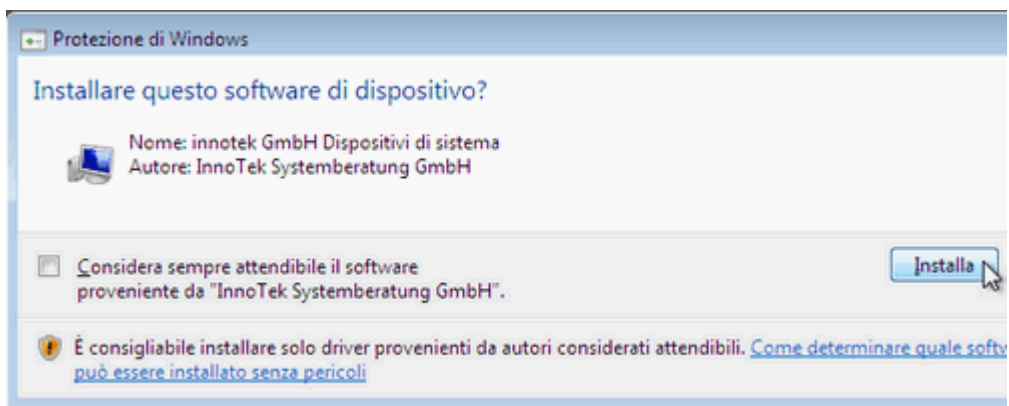 Protezione di Windows
Installare questo software di dispositivo?
Nome: innotek GmbH Dispositivi di sistema
Autore: InnoTek Systemberatung GmbH
Considera sempre attendibile il software
proveniente da "InnoTek Systemberatung GmbH".
Installa
È consigliabile installare solo driver provenienti da autori considerati attendibili. Come determinare quale
può essere installato senza pericoli